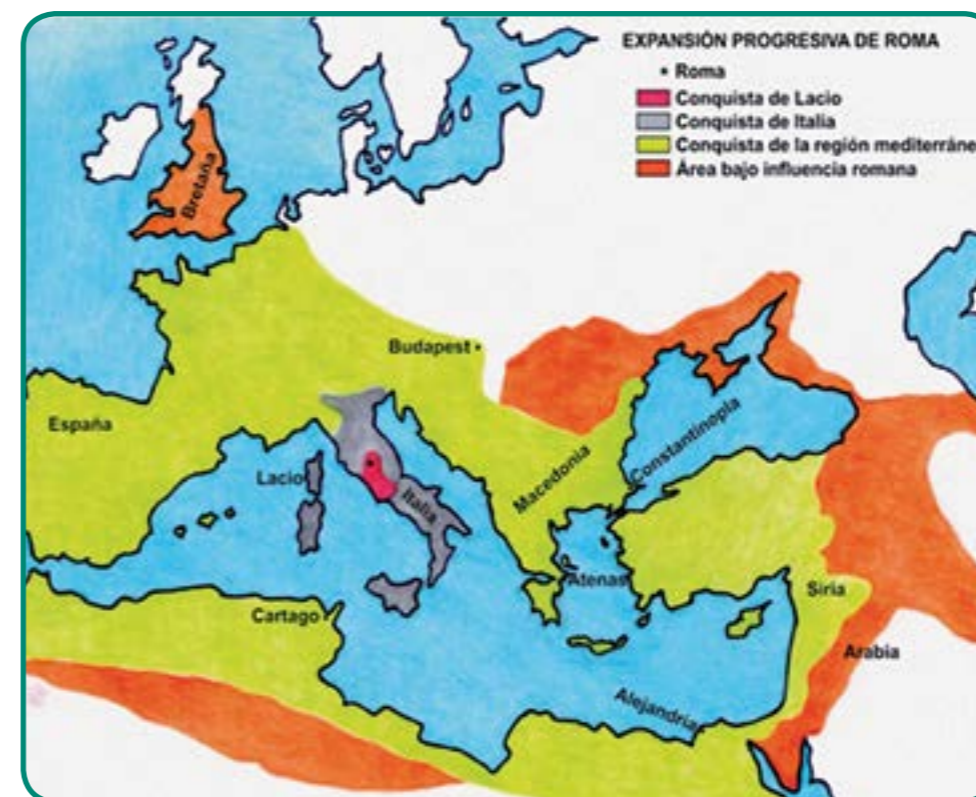 EXPANSIÓN PROGRESIVA DE ROMA
• Roma
Conquista de Lacio
Conquista de Italia
Conquista de la región mediterráne
Área bajo influencia romana
Bretaña
Budapest
España
Constantinopla
Macedonia
Lacio
Italia
Atenas
Siria
Cartago
Arabia
Alejandría